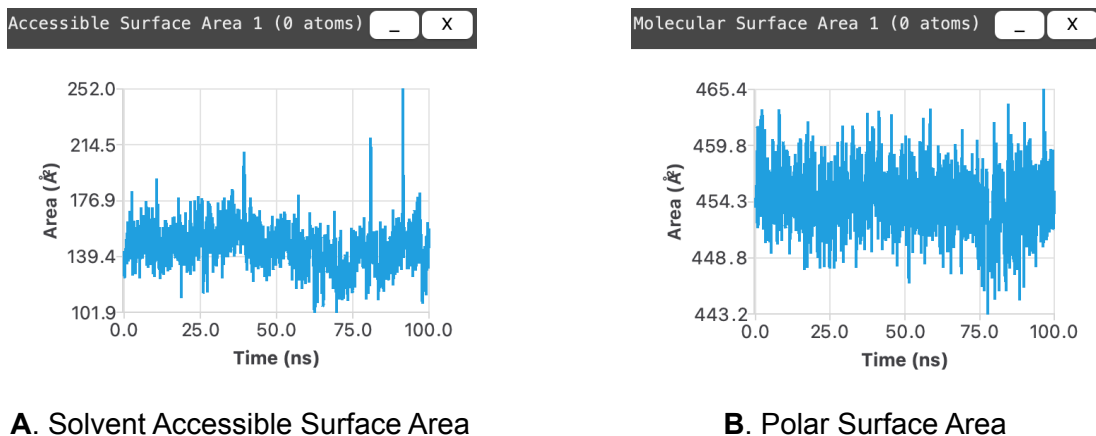 Accessible Surface Area 1 (0 atoms) _ X
Area (Å²)
252.0
214.5
176.9
139.4
101.9
0.0 25.0 50.0 75.0 100.0
Time (ns)
A. Solvent Accessible Surface Area
Molecular Surface Area 1 (0 atoms) _ X
Area (Å²)
465.4
459.8
454.3
448.8
443.2
0.0 25.0 50.0 75.0 100.0
Time (ns)
B. Polar Surface Area